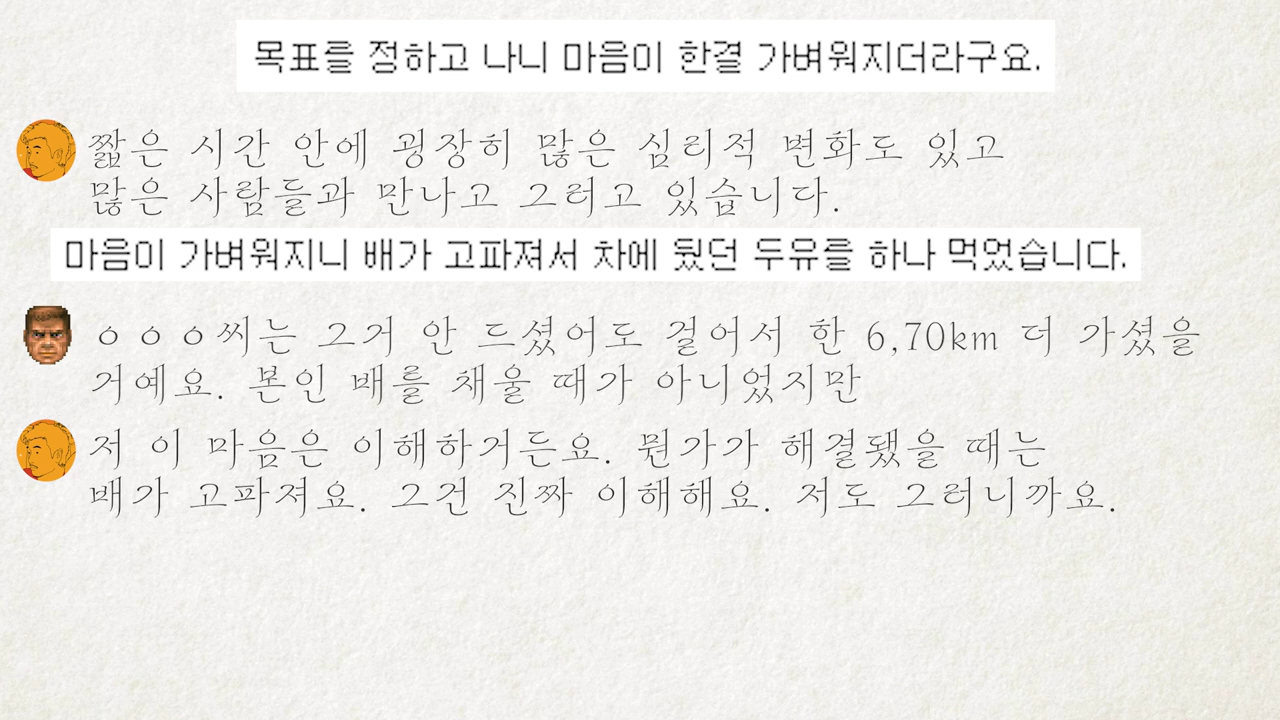 목표를 정하고 나니 마음이 한결 가벼워지더라구요.
짧은 시간 안에 굉장히 많은 심리적 변화도 있고
많은 사람들과 만나고 그러고 있습니다.
마음이 가벼워지니 배가 고파져서 차에 뒀던 두유를 하나 먹었습니다.
ㅇㅇㅇ씨는 그거 안 드셨어도 걸어서 한 6,70km 더 가셨을
거예요. 본인 배를 채울 때가 아니었지만
저 이 마음은 이해하거든요. 뭔가가 해결됐을 때는
배가 고파져요. 그건 진짜 이해해요. 저도 그러니까요.